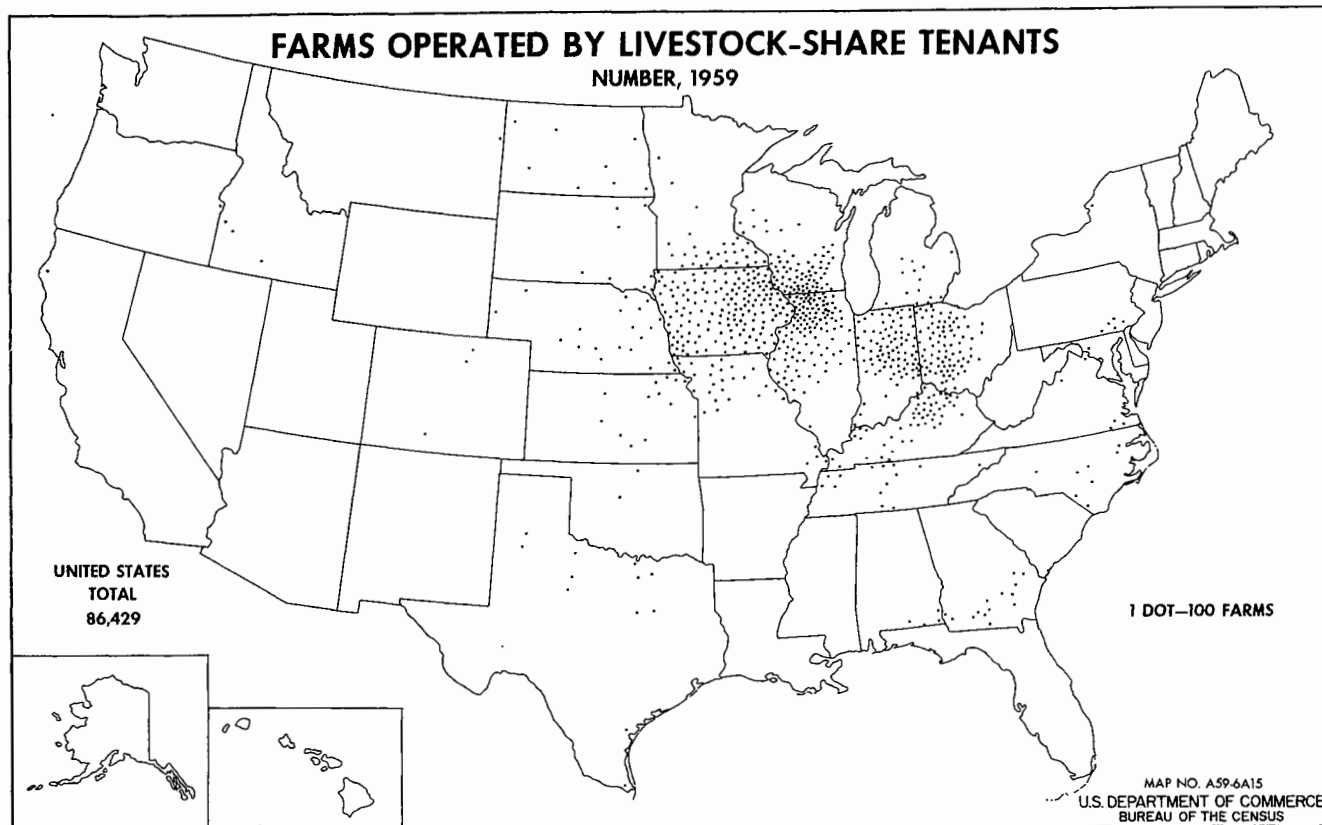 FARMS OPERATED BY LIVESTOCK-SHARE TENANTS
NUMBER, 1959
UNITED STATES
TOTAL
86,429
1 DOT—100 FARMS
MAP NO. A59-6A15
U.S. DEPARTMENT OF COMMERCE
BUREAU OF THE CENSUS